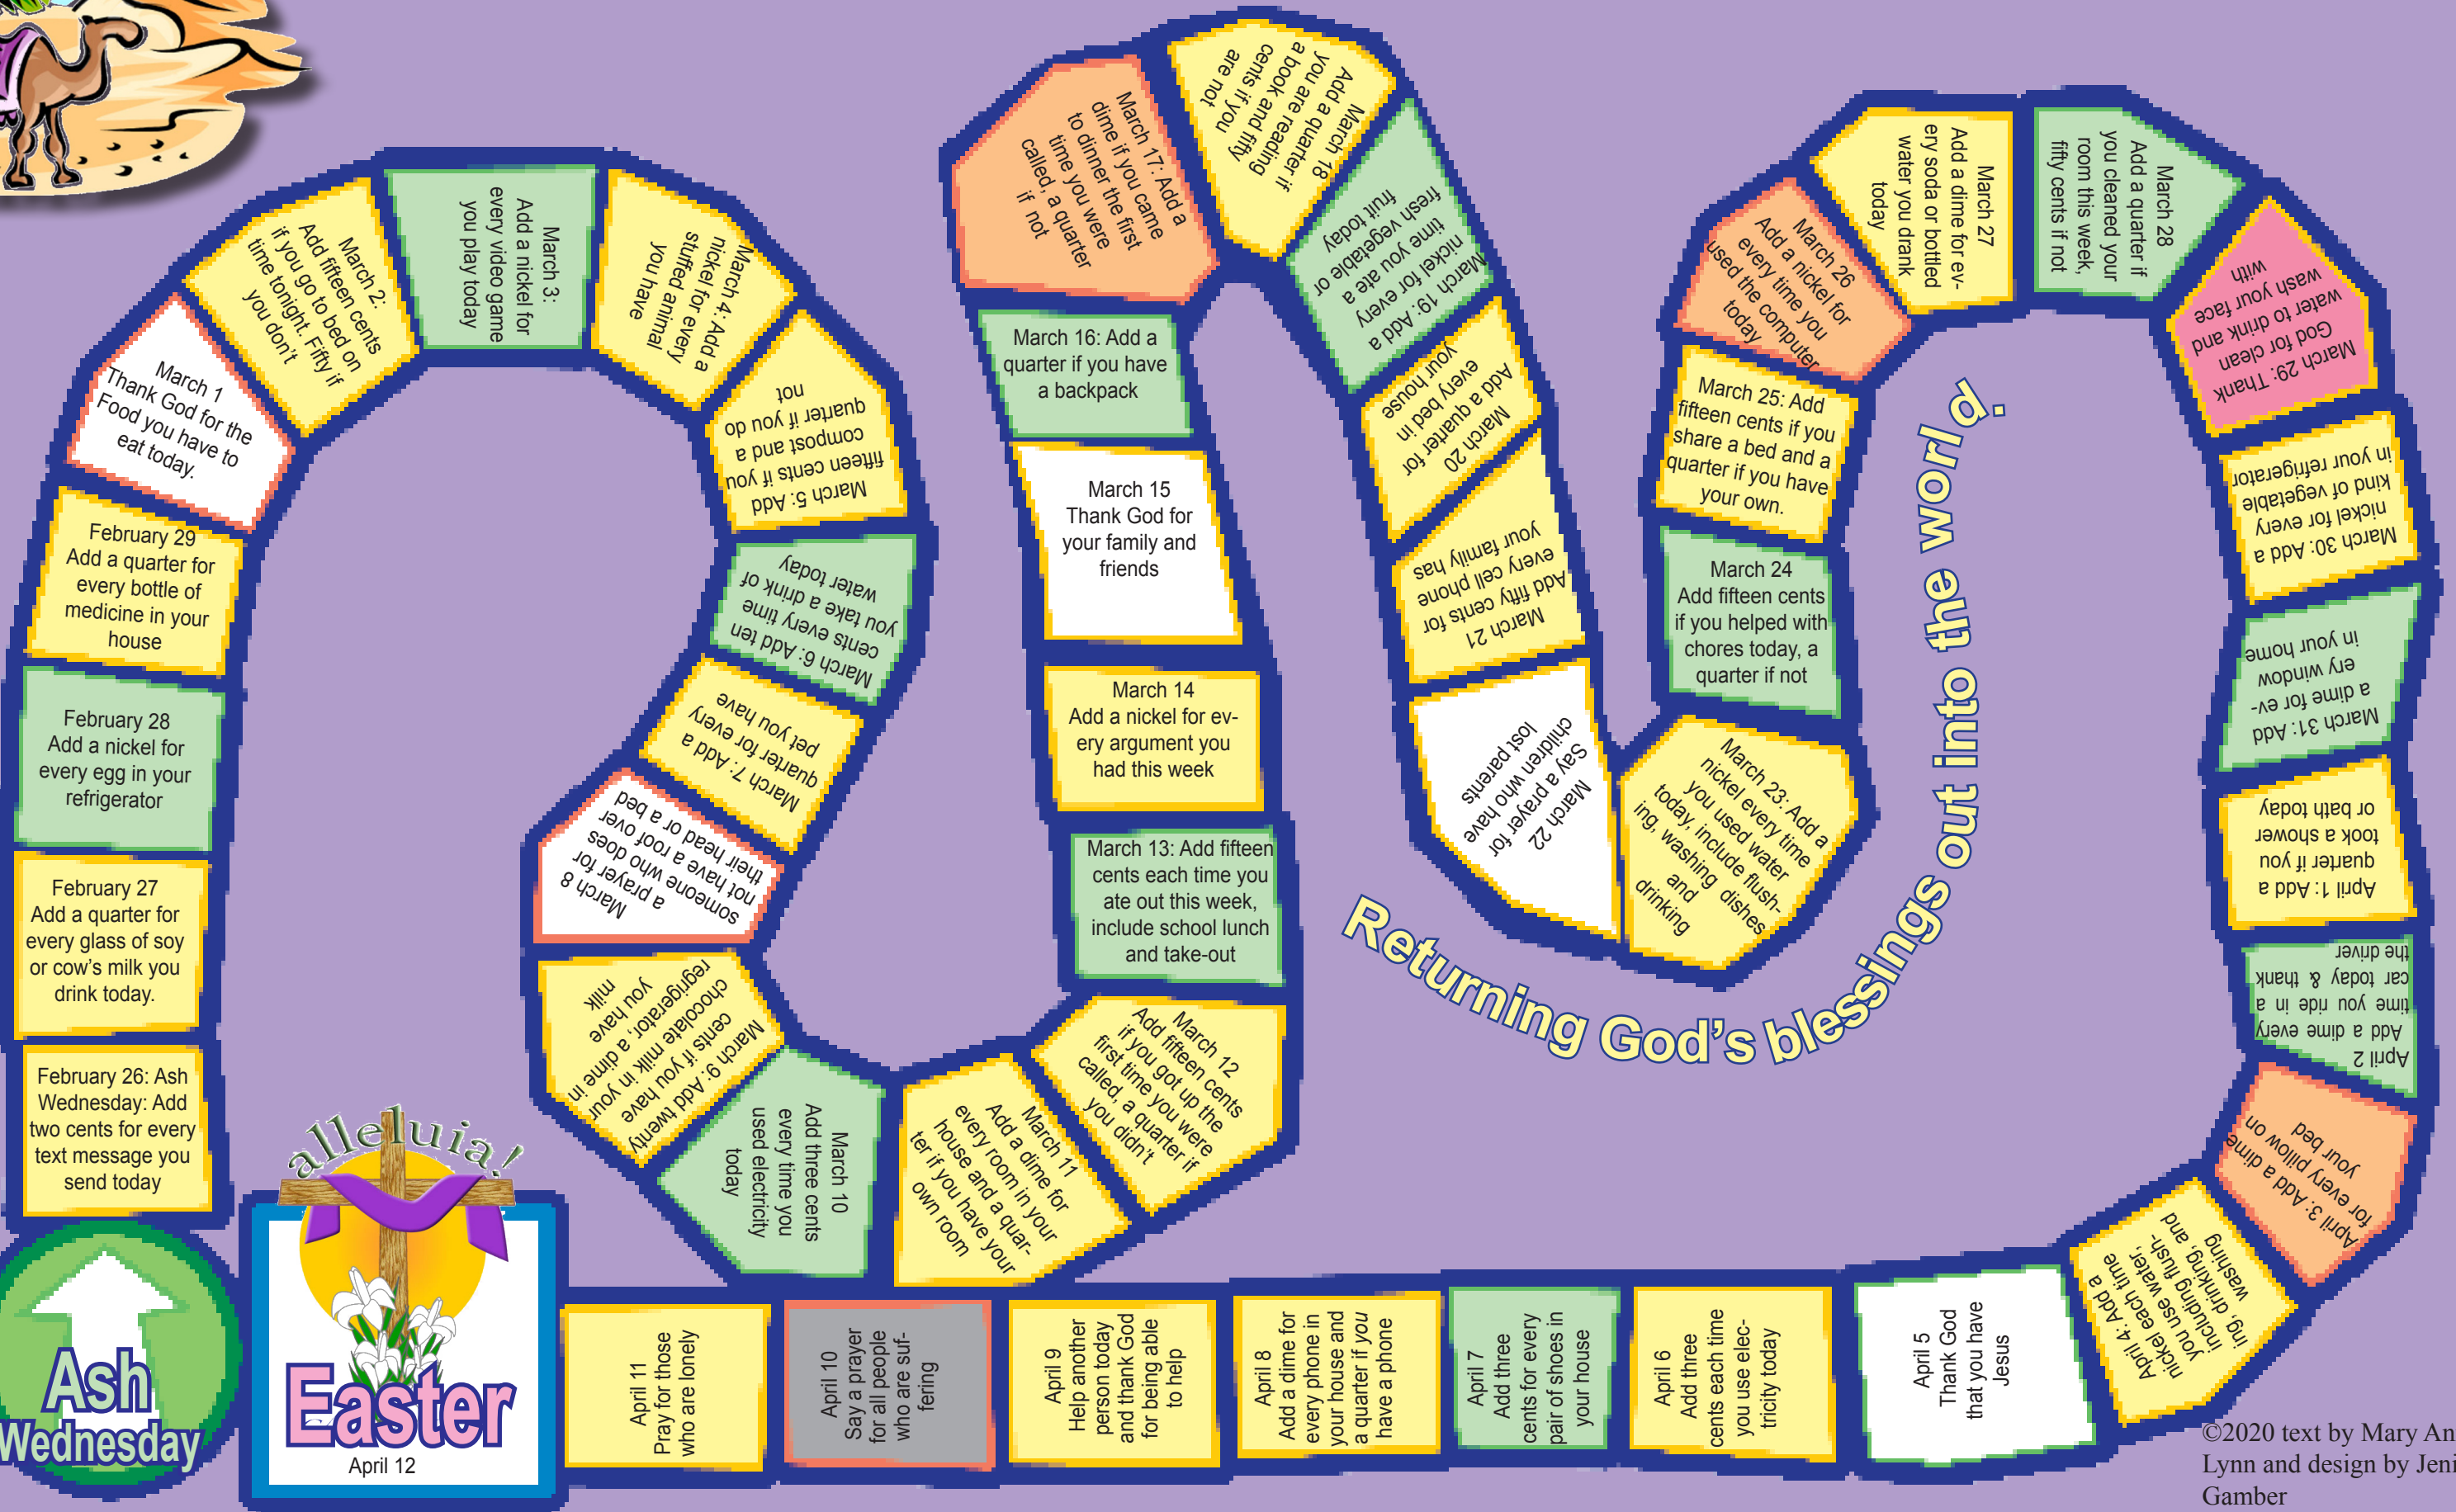 Ash
Wednesday
February 26: Ash
Wednesday: Add
two cents for every
text message you
send today
February 27
Add a quarter for
every glass of soy
or cow's milk you
drink today.
February 28
Add a nickel for
every egg in your
refrigerator
February 29
Add a quarter for
every bottle of
medicine in your
house
March 1
Thank God for the
Food you have to
eat today.
March 2:
Add fifteen cents
if you go to bed on
time tonight. Fifty if
you don't
March 3:
Add a nickel for
every video game
you play today
March 4: Add a
nickel for every
stuffed animal
you have
March 5: Add
fifteen cents if you
compost and a
quarter if you do
not
March 6: Add ten
cents every time
you take a drink of
water today
March 7: Add a
quarter for every
pet you have
March 8
a prayer for
someone who does
not have a roof over
their head or a bed
March 9: Add twenty
cents if you have
chocolate milk in your
regrigerator, a dime in
you have
milk
March 10
Add three cents
every time you
used electricity
today
March 11
Add a dime for
every room in your
house and a quar-
ter if you have your
own room
March 12
Add fifteen cents
if you got up the
first time you were
called, a quarter if
you didn't
March 13: Add fifteen
cents each time you
ate out this week,
include school lunch
and take-out
March 14
Add a nickel for ev-
ery argument you
had this week
March 15
Thank God for
your family and
friends
March 16: Add a
quarter if you have
a backpack
March 17: Add a
dime if you came
to dinner the first
time you were
called, a quarter
if not
March 18
Add a quarter if
you are reading
a book and fifty
cents if you
are not
March 19: Add a
nickel for every
time you ate a
fresh vegetable or
fruit today
March 20
Add a quarter for
every bed in
your house
March 21
Add fifty cents for
every cell phone
your family has
March 22
Say a prayer for
children who have
lost parents
March 23: Add a
nickel every time
you used water
today, include flush-
ing, washing dishes
and
drinking
March 24
Add fifteen cents
if you helped with
chores today, a
quarter if not
March 25: Add
fifteen cents if you
share a bed and a
quarter if you have
your own.
March 26
Add a nickel for
every time you
used the computer
today
March 27
Add a dime for ev-
ery soda or bottled
water you drank
today
March 28
Add a quarter if
you cleaned your
room this week,
fifty cents if not
March 29: Thank
God for clean
water to drink and
wash your face
with
March 30: Add a
nickel for every
kind of vegetable
in your refrigerator
March 31: Add
a dime for ev-
ery window
in your home
April 1: Add a
quarter if you
took a shower
or bath today
April 2
Add a dime every
time you ride in a
car today & thank
the driver
April 3: Add a dime
for every pillow on
your bed
April 4: Add a
nickel each time
you use water,
including flush-
ing, drinking, and
washing
April 5
Thank God
that you have
Jesus
April 6
Add three
cents each time
you use elec-
tricity today
April 7
Add three
cents for every
pair of shoes in
your house
April 8
Add a dime for
every phone in
your house and
a quarter if you
have a phone
April 9
Help another
person today
and thank God
for being able
to help
April 10
Say a prayer
for all people
who are suf-
fering
April 11
Pray for those
who are lonely
alleluia!
Easter
April 12
Returning God's blessings out into the world.
©2020 text by Mary An
Lynn and design by Jeni
Gamber